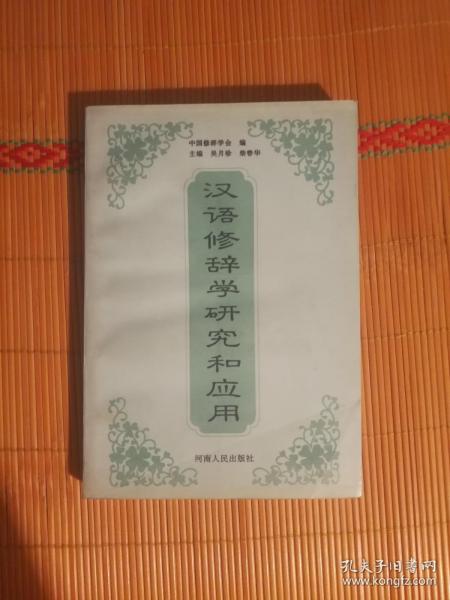 中国修辞学会 编
主编 吴月珍 柴春华
汉语修辞学研究和应用
河南人民出版社
孔夫子旧书网
www.kongfz.com